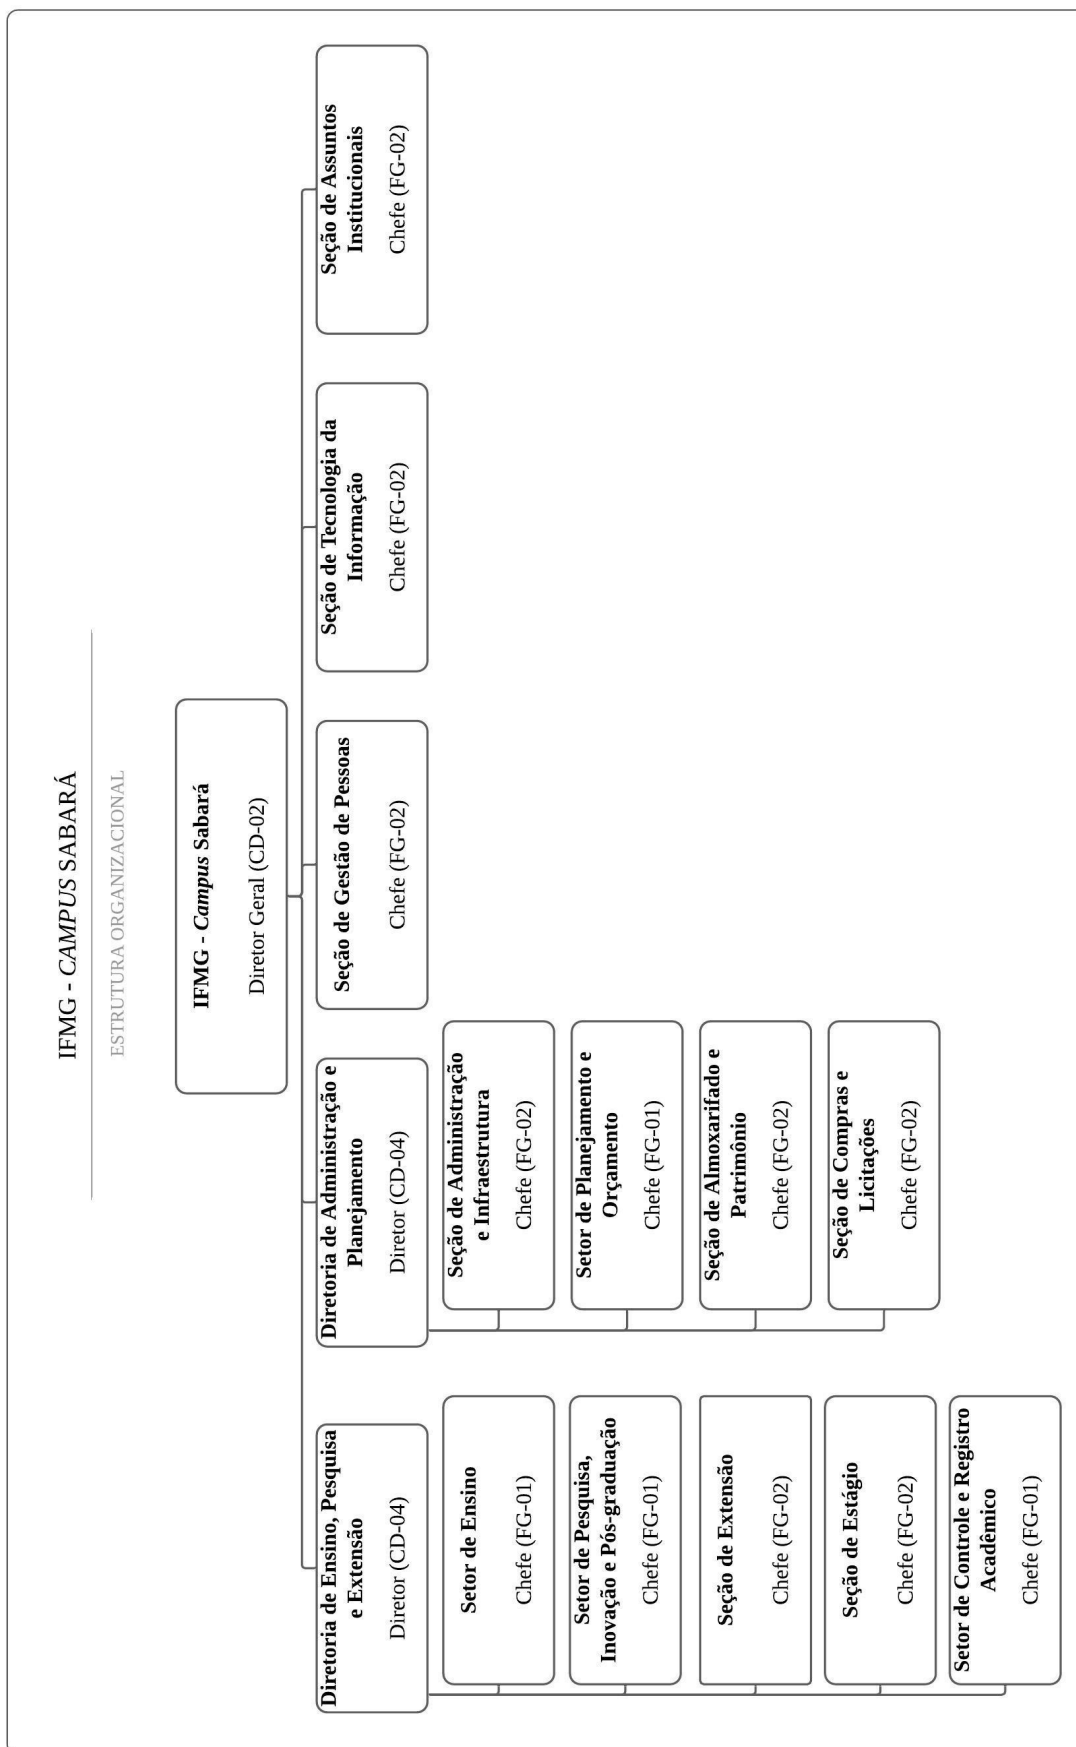 IFMG - CAMPUS SABARÁ
ESTRUTURA ORGANIZACIONAL
IFMG - Campus Sabará
Diretor Geral (CD-02)
Diretoria de Ensino, Pesquisa
e Extensão
Diretor (CD-04)
Setor de Ensino
Chefe (FG-01)
Setor de Pesquisa,
Inovação e Pós-graduação
Chefe (FG-01)
Seção de Extensão
Chefe (FG-02)
Seção de Estágio
Chefe (FG-02)
Setor de Controle e Registro
Acadêmico
Chefe (FG-01)
Diretoria de Administração e
Planejamento
Diretor (CD-04)
Seção de Administração
e Infraestrutura
Chefe (FG-02)
Setor de Planejamento e
Orçamento
Chefe (FG-01)
Seção de Almoxarifado e
Patrimônio
Chefe (FG-02)
Seção de Compras e
Licitações
Chefe (FG-02)
Seção de Gestão de Pessoas
Chefe (FG-02)
Seção de Tecnologia da
Informação
Chefe (FG-02)
Seção de Assuntos
Institucionais
Chefe (FG-02)